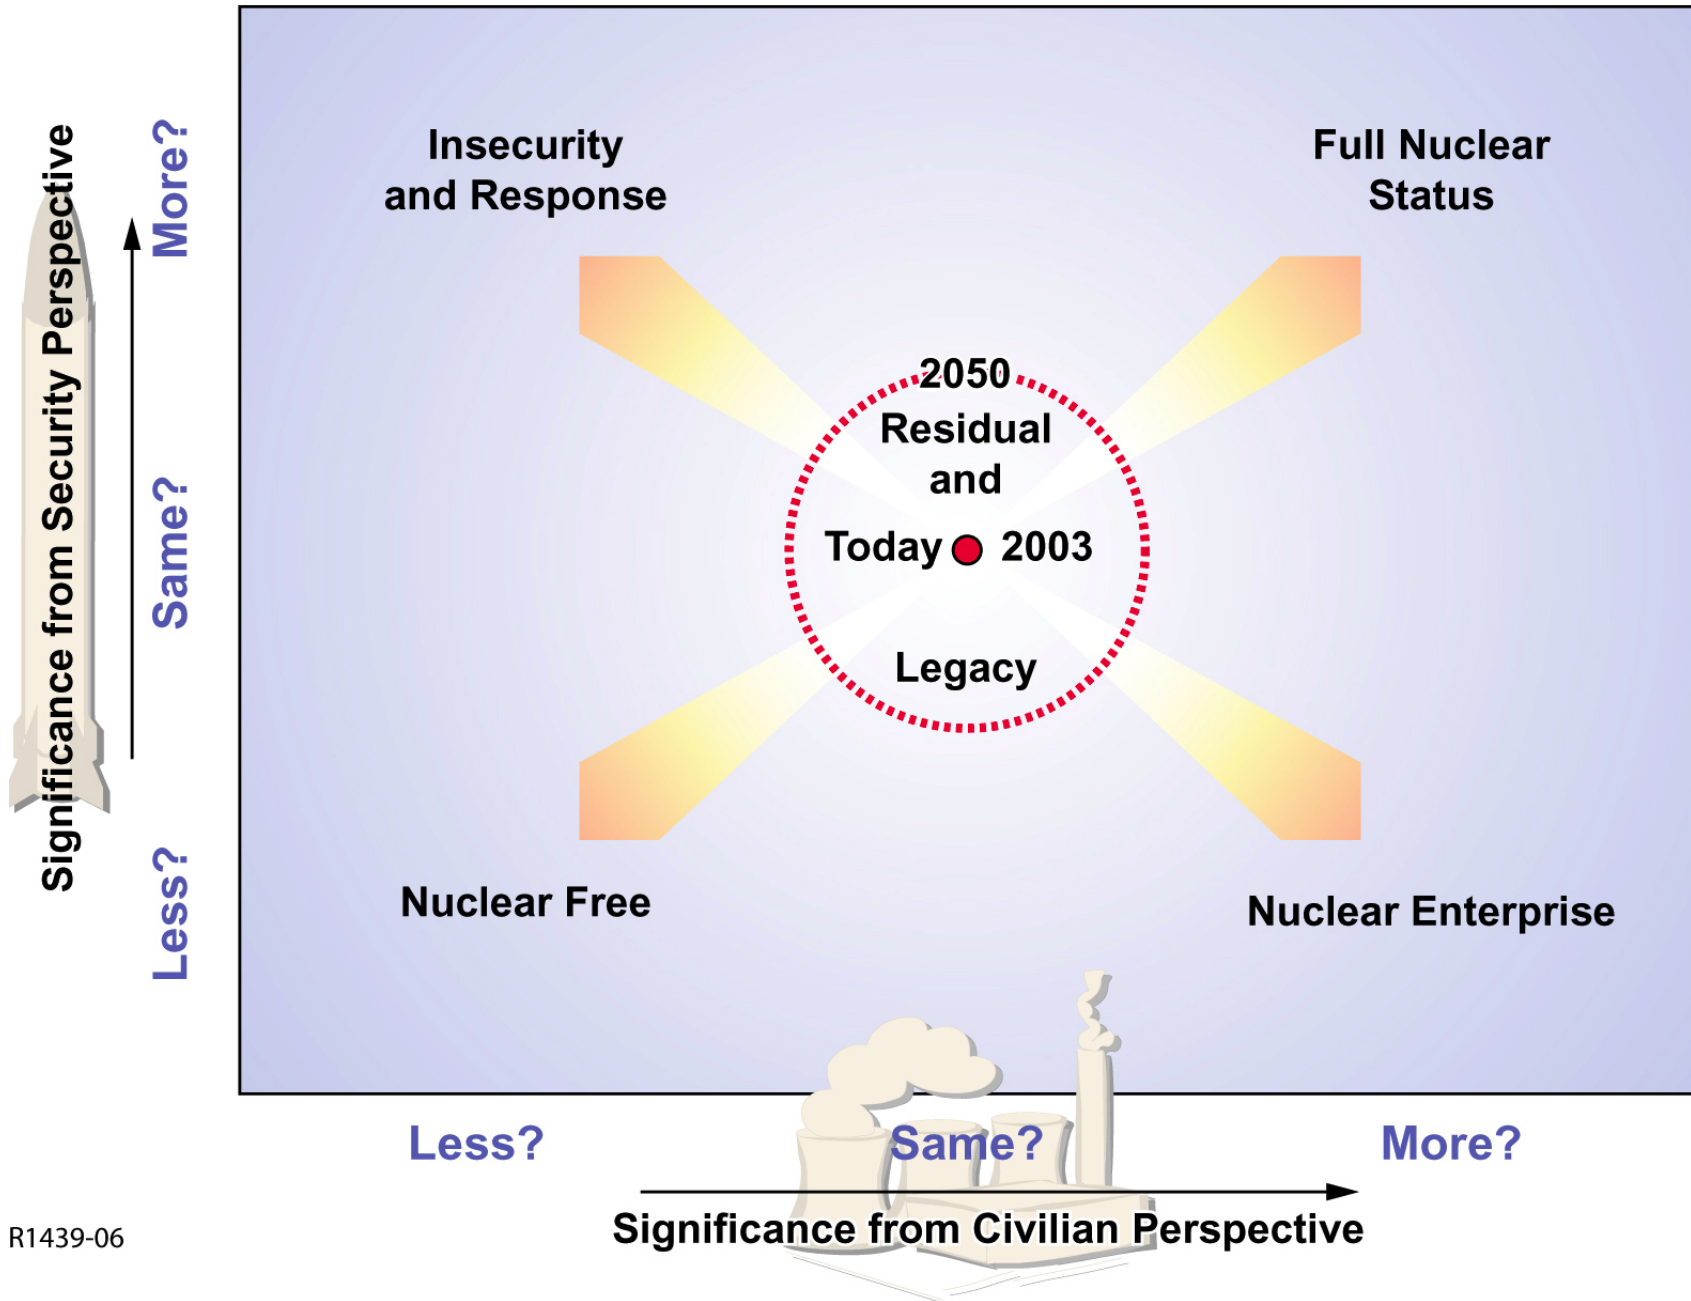 Significance from Security Perspective
More?
Same?
Less?
Insecurity
and Response
Full Nuclear
Status
2050
Residual
and
Today 2003
Legacy
Nuclear Free
Nuclear Enterprise
Less?
Same?
More?
Significance from Civilian Perspective
R1439-06